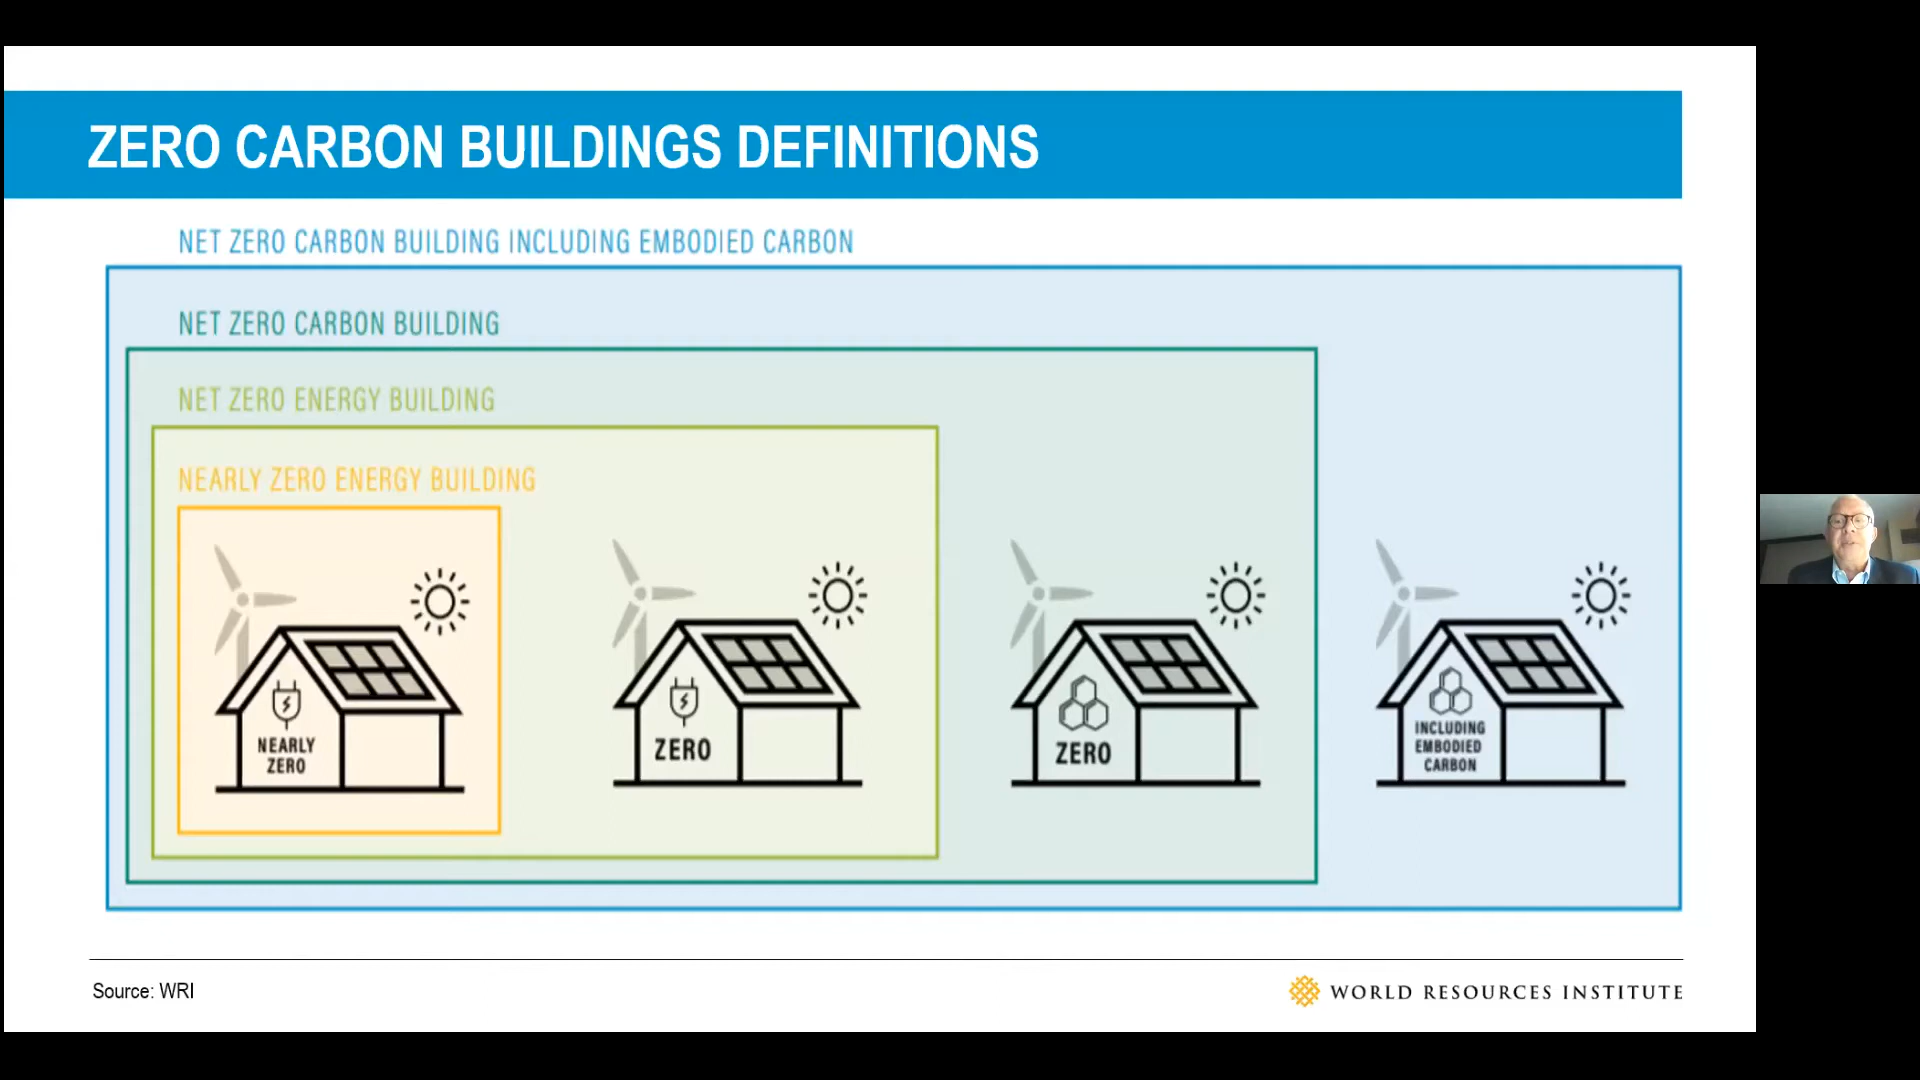 ZERO CARBON BUILDINGS DEFINITIONS
NET ZERO CARBON BUILDING INCLUDING EMBODIED CARBON
NET ZERO CARBON BUILDING
NET ZERO ENERGY BUILDING
NEARLY ZERO ENERGY BUILDING
NEARLY
ZERO
ZERO
ZERO
INCLUDING
EMBODIED
CARBON
Source: WRI
WORLD RESOURCES INSTITUTE